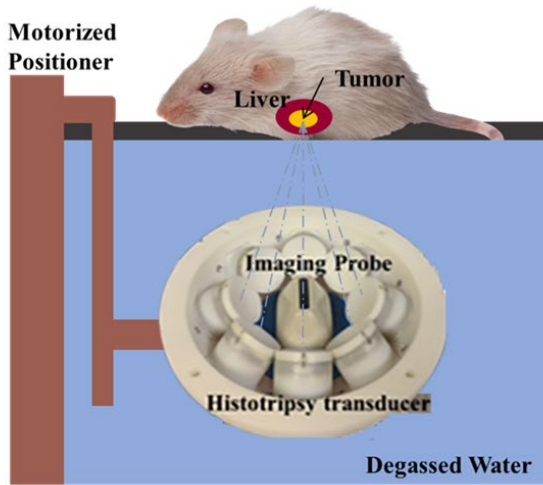 Motorized
Positioner
Tumor
Liver
Imaging Probe
Histotripsy transducer
Degassed Water